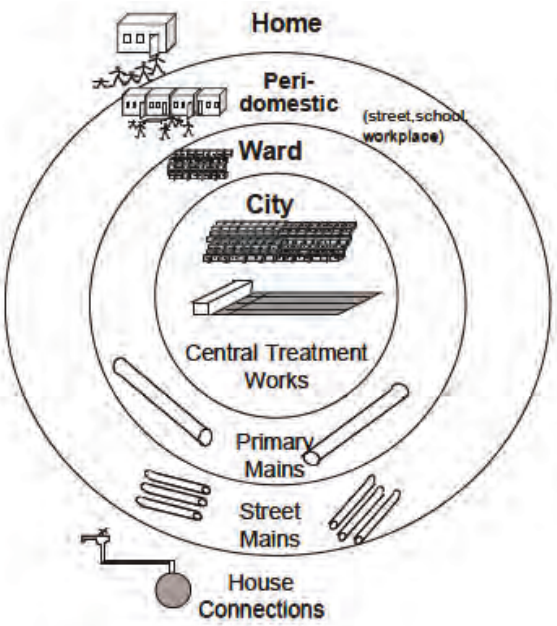 Home
Peri-
domestic
(street,school,
workplace)
Ward
City
Central Treatment
Works
Primary
Mains
Street
Mains
House
Connections